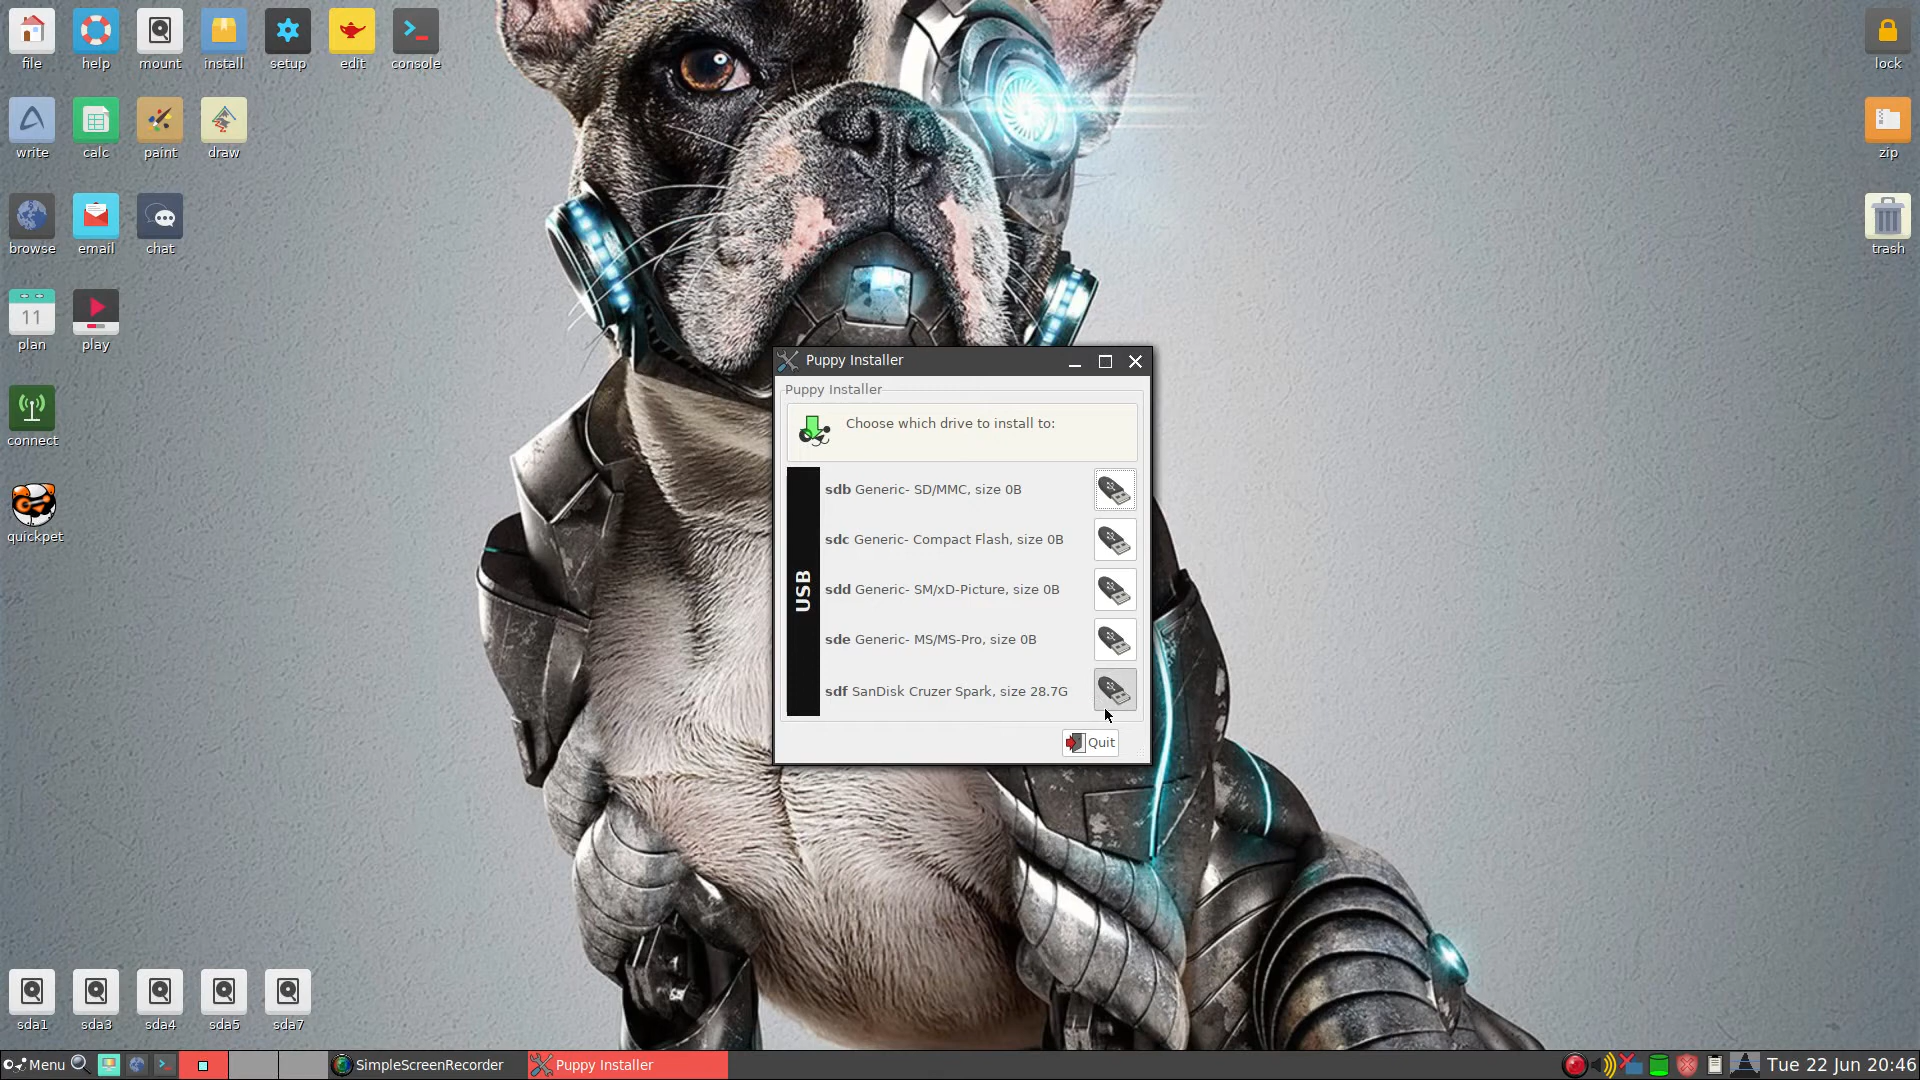 file
help
mount
install
setup
edit
console
lock
write
calc
paint
draw
zip
browse
email
chat
trash
11
plan
play
connect
quickpet
Puppy Installer
Puppy Installer
Choose which drive to install to:
USB
sdb Generic- SD/MMC, size 0B
sdc Generic- Compact Flash, size 0B
sdd Generic- SM/xD-Picture, size 0B
sde Generic- MS/MS-Pro, size 0B
sdf SanDisk Cruzer Spark, size 28.7G
Quit
sda1
sda3
sda4
sda5
sda7
Menu
SimpleScreenRecorder
Puppy Installer
Tue 22 Jun 20:46